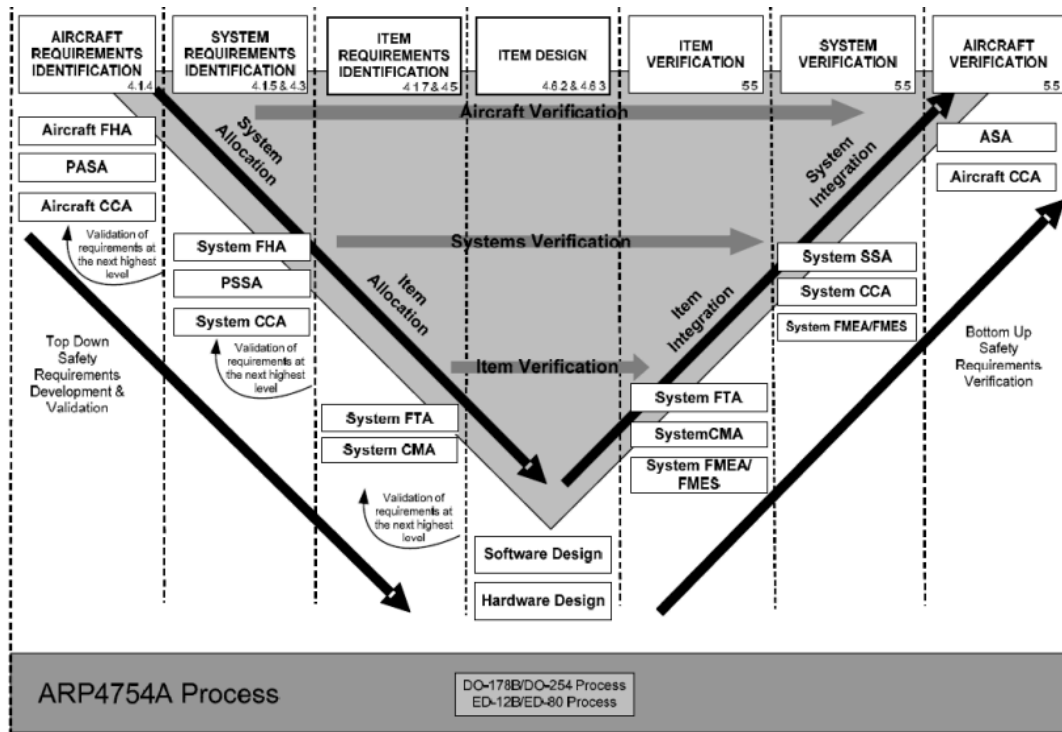 AIRCRAFT
REQUIREMENTS
IDENTIFICATION
4.1.4
SYSTEM
REQUIREMENTS
IDENTIFICATION
4.1.5 & 4.3
ITEM
REQUIREMENTS
IDENTIFICATION
4.1.7 & 4.5
ITEM DESIGN
4.6.2 & 4.6.3
ITEM
VERIFICATION
5.5
SYSTEM
VERIFICATION
5.5
AIRCRAFT
VERIFICATION
5.5
Aircraft FHA
PASA
Aircraft CCA
Validation of
requirements at
the next highest
level
Top Down
Safety
Requirements
Development &
Validation
System FHA
PSSA
System CCA
Validation of
requirements at
the next highest
level
System FTA
System CMA
Validation of
requirements at
the next highest
level
System
Allocation
Item
Allocation
Aircraft Verification
Systems Verification
Item Verification
Software Design
Hardware Design
Item
Integration
System
Integration
System FTA
SystemCMA
System FMEA/
FMES
System SSA
System CCA
System FMEA/FMES
ASA
Aircraft CCA
Bottom Up
Safety
Requirements
Verification
ARP4754A Process
DO-178B/DO-254 Process
ED-12B/ED-80 Process